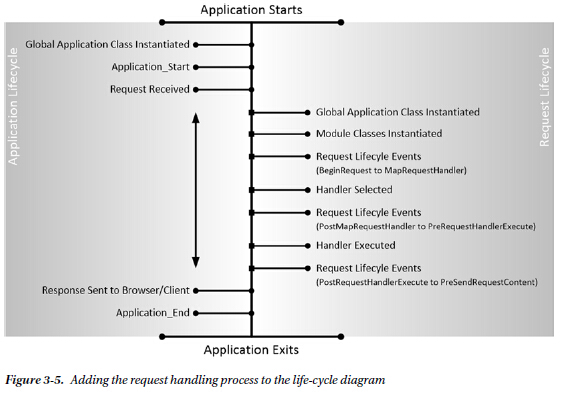 Application Starts
Application Lifecycle
Request Lifecycle
Global Application Class Instantiated
Application_Start
Request Received
Global Application Class Instantiated
Module Classes Instantiated
Request Lifecyle Events
(BeginRequest to MapRequestHandler)
Handler Selected
Request Lifecyle Events
(PostMapRequestHandler to PreRequestHandlerExecute)
Handler Executed
Request Lifecyle Events
(PostRequestHandlerExecute to PreSendRequestContent)
Response Sent to Browser/Client
Application_End
Application Exits
Figure 3-5. Adding the request handling process to the life-cycle diagram